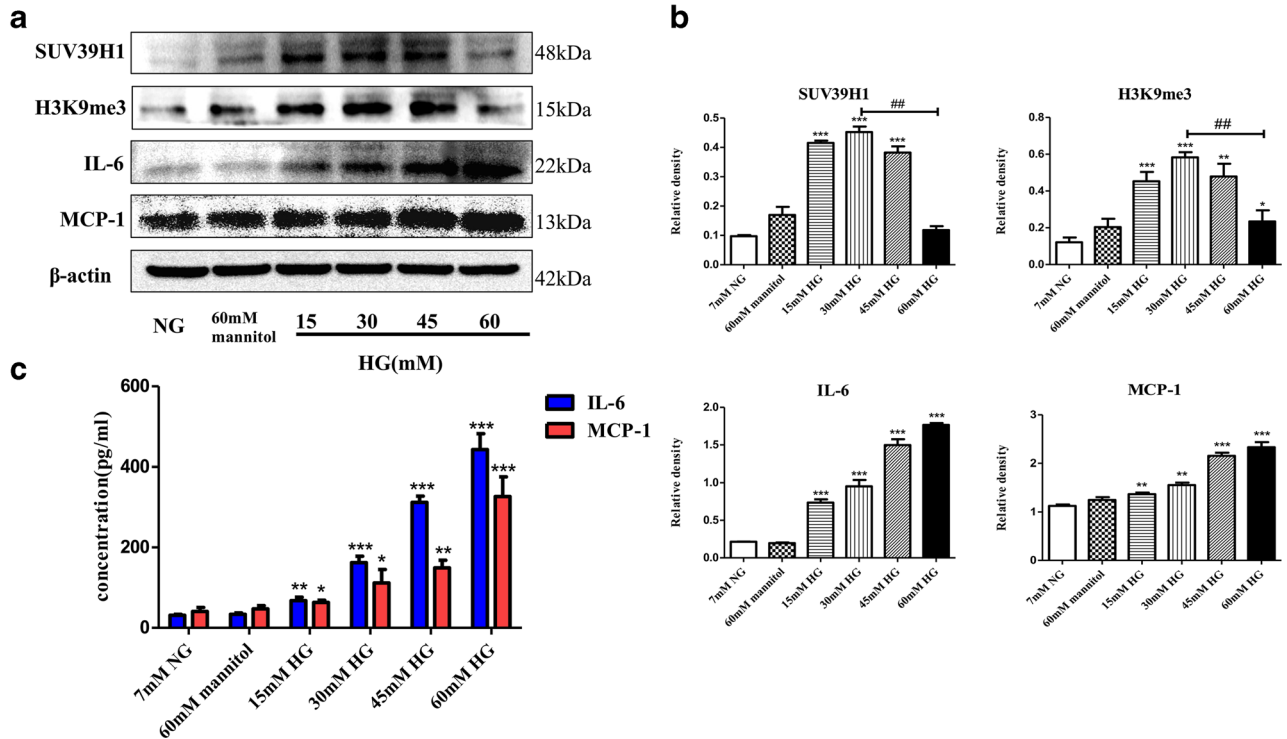 a
SUV39H1
48kDa
H3K9me3
15kDa
IL-6
22kDa
MCP-1
13kDa
β-actin
42kDa
NG
60mM
mannitol
15 30 45 60
HG(mM)
b
SUV39H1
##
***
***
***
Relative density
0.5
0.4
0.3
0.2
0.1
0.0
7mM NG
60mM mannitol
15mM HG
30mM HG
45mM HG
60mM HG
H3K9me3
##
***
***
**
*
Relative density
0.8
0.6
0.4
0.2
0.0
7mM NG
60mM mannitol
15mM HG
30mM HG
45mM HG
60mM HG
IL-6
***
***
***
***
Relative density
2.0
1.5
1.0
0.5
0.0
7mM NG
60mM mannitol
15mM HG
30mM HG
45mM HG
60mM HG
MCP-1
**
**
***
***
Relative density
3
2
1
0
7mM NG
60mM mannitol
15mM HG
30mM HG
45mM HG
60mM HG
c
concentration(pg/ml)
600
400
200
0
IL-6
MCP-1
**
*
***
*
***
**
***
***
7mM NG
60mM mannitol
15mM HG
30mM HG
45mM HG
60mM HG